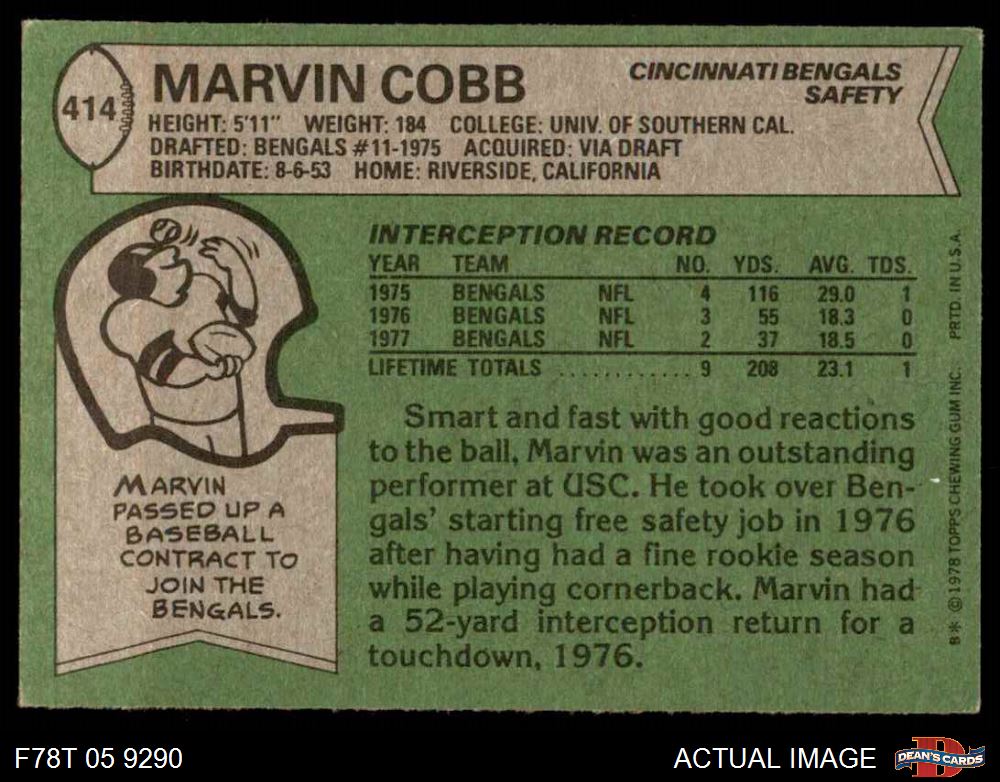 414
MARVIN COBB
CINCINNATI BENGALS
SAFETY
HEIGHT: 5'11" WEIGHT: 184 COLLEGE: UNIV. OF SOUTHERN CAL.
DRAFTED: BENGALS #11-1975 ACQUIRED: VIA DRAFT
BIRTHDATE: 8-6-53 HOME: RIVERSIDE, CALIFORNIA
INTERCEPTION RECORD
YEAR TEAM NO. YDS. AVG. TDS.
1975 BENGALS NFL 4 116 29.0 1
1976 BENGALS NFL 3 55 18.3 0
1977 BENGALS NFL 2 37 18.5 0
LIFETIME TOTALS ............ 9 208 23.1 1
Smart and fast with good reactions
to the ball, Marvin was an outstanding
performer at USC. He took over Ben-
gals' starting free safety job in 1976
after having had a fine rookie season
while playing cornerback. Marvin had
a 52-yard interception return for a
touchdown, 1976.
MARVIN
PASSED UP A
BASEBALL
CONTRACT TO
JOIN THE
BENGALS.
B* © 1978 TOPPS CHEWING GUM INC. PRTD. IN U.S.A.
F78T 05 9290
ACTUAL IMAGE
D
DEAN'S CARDS